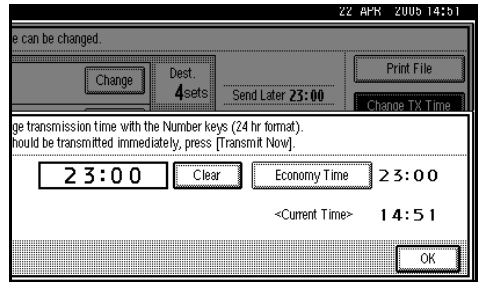 22 APR 2005 14:51
e can be changed.
Change
Dest.
4sets
Send Later 23:00
Print File
Change TX Time
ge transmission time with the Number keys (24 hr format).
hould be transmitted immediately, press [Transmit Now].
23:00
Clear
Economy Time
23:00
<Current Time>
14:51
OK